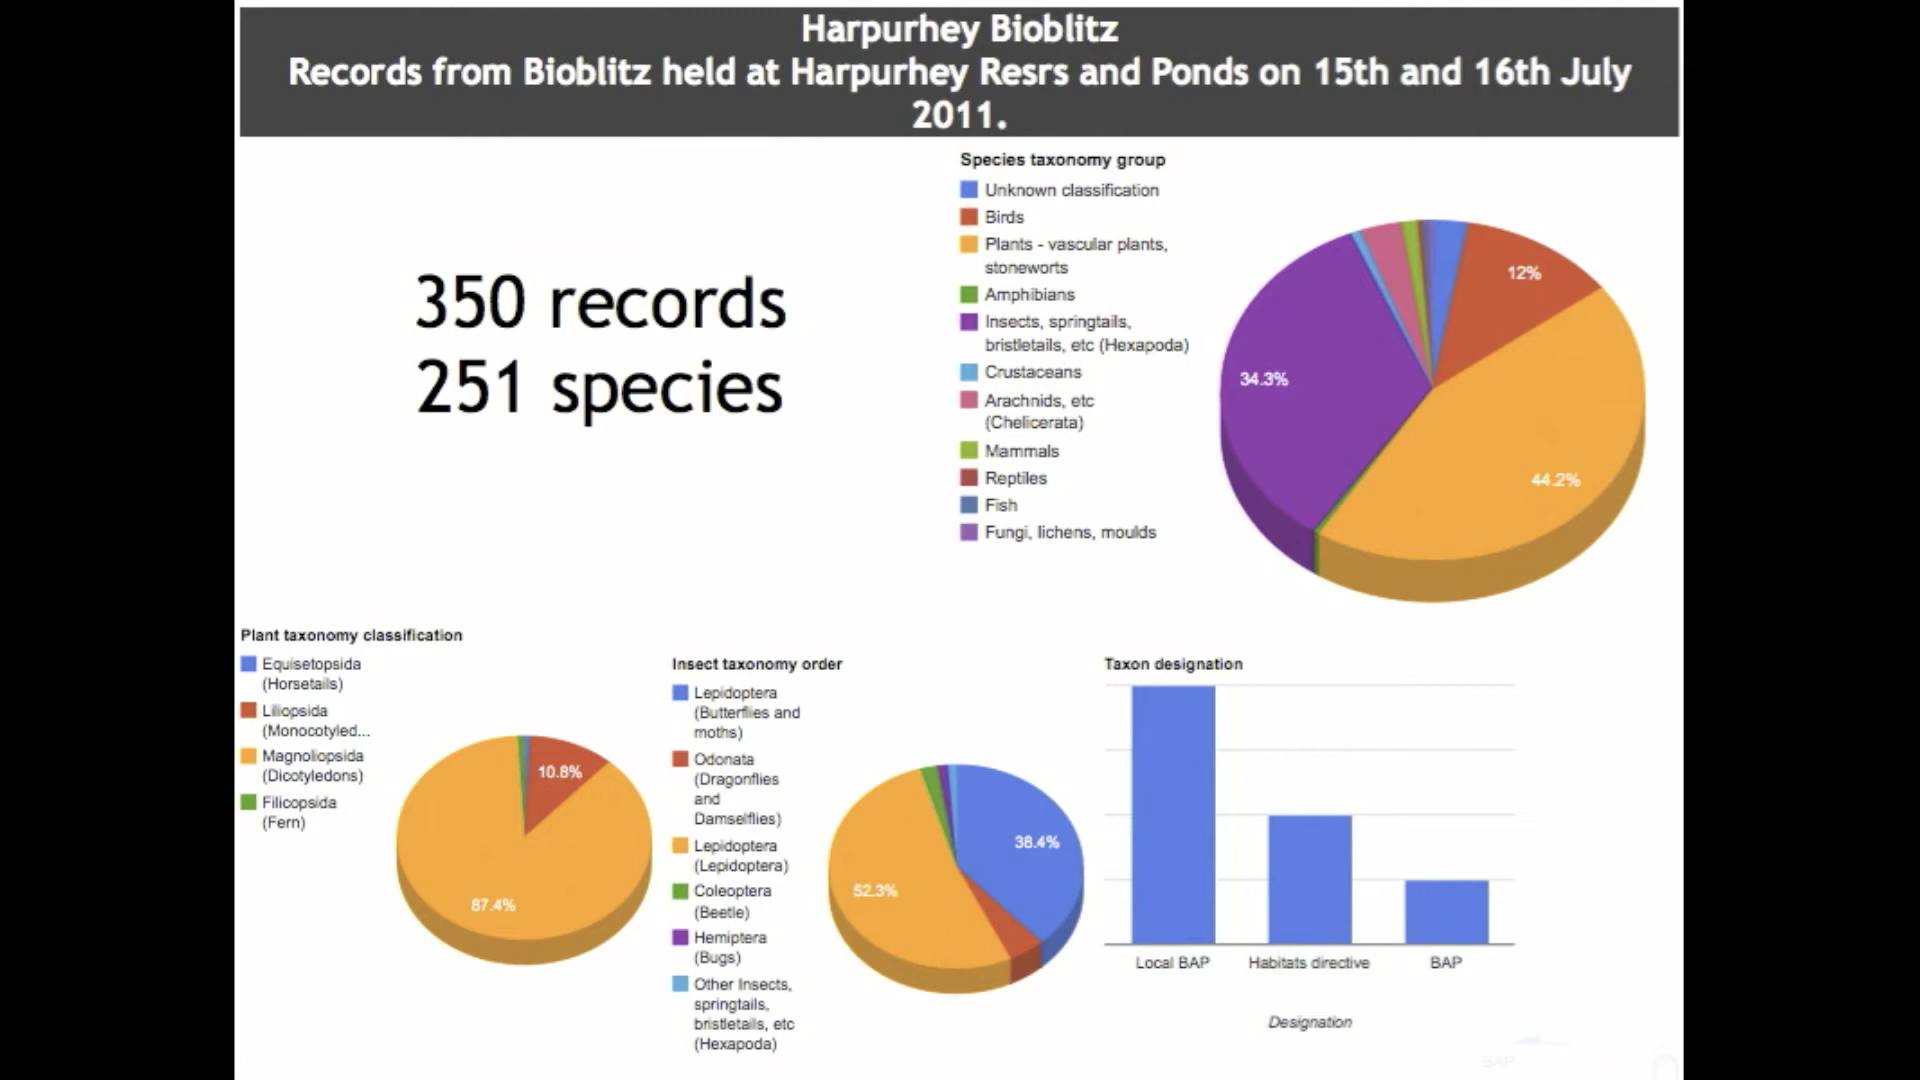 Harpurhey Bioblitz
Records from Bioblitz held at Harpurhey Resrs and Ponds on 15th and 16th July
2011.
350 records
251 species
Species taxonomy group
Unknown classification
Birds
Plants - vascular plants,
stoneworts
Amphibians
Insects, springtails,
bristletails, etc (Hexapoda)
Crustaceans
Arachnids, etc
(Chelicerata)
Mammals
Reptiles
Fish
Fungi, lichens, moulds
12%
34.3%
44.2%
Plant taxonomy classification
Equisetopsida
(Horsetails)
Liliopsida
(Monocotyled...
Magnoliopsida
(Dicotyledons)
Filicopsida
(Fern)
10.8%
87.4%
Insect taxonomy order
Lepidoptera
(Butterflies and
moths)
Odonata
(Dragonflies
and
Damselflies)
Lepidoptera
(Lepidoptera)
Coleoptera
(Beetle)
Hemiptera
(Bugs)
Other Insects,
springtails,
bristletails, etc
(Hexapoda)
38.4%
52.3%
Taxon designation
Local BAP
Habitats directive
BAP
Designation